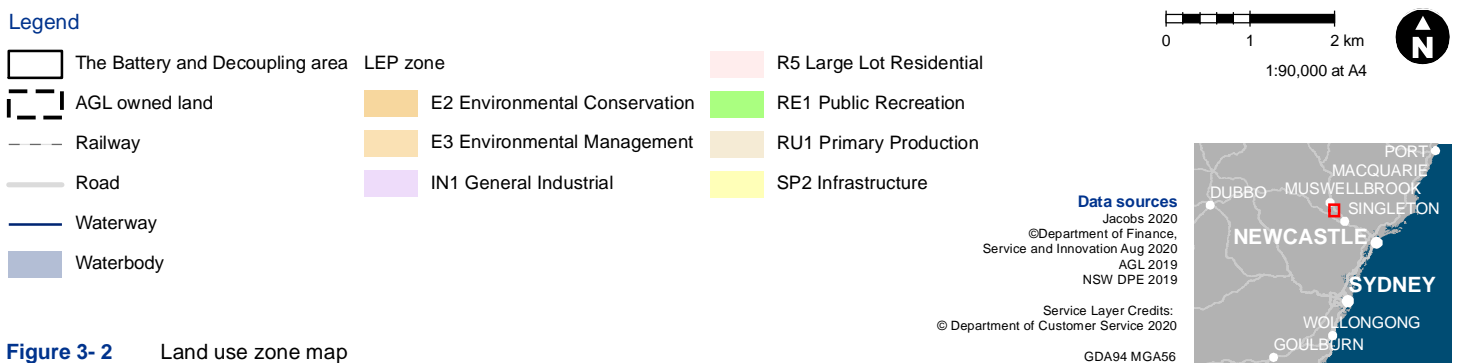 Legend
The Battery and Decoupling area
AGL owned land
Railway
Road
Waterway
Waterbody
LEP zone
E2 Environmental Conservation
E3 Environmental Management
IN1 General Industrial
R5 Large Lot Residential
RE1 Public Recreation
RU1 Primary Production
SP2 Infrastructure
0 1 2 km
1:90,000 at A4
N
Data sources
Jacobs 2020
©Department of Finance,
Service and Innovation Aug 2020
AGL 2019
NSW DPE 2019
Service Layer Credits:
© Department of Customer Service 2020
GDA94 MGA56
PORT
MACQUARIE
DUBBO
MUSWELLBROOK
SINGLETON
NEWCASTLE
SYDNEY
WOLLONGONG
GOULBURN
Figure 3- 2 Land use zone map